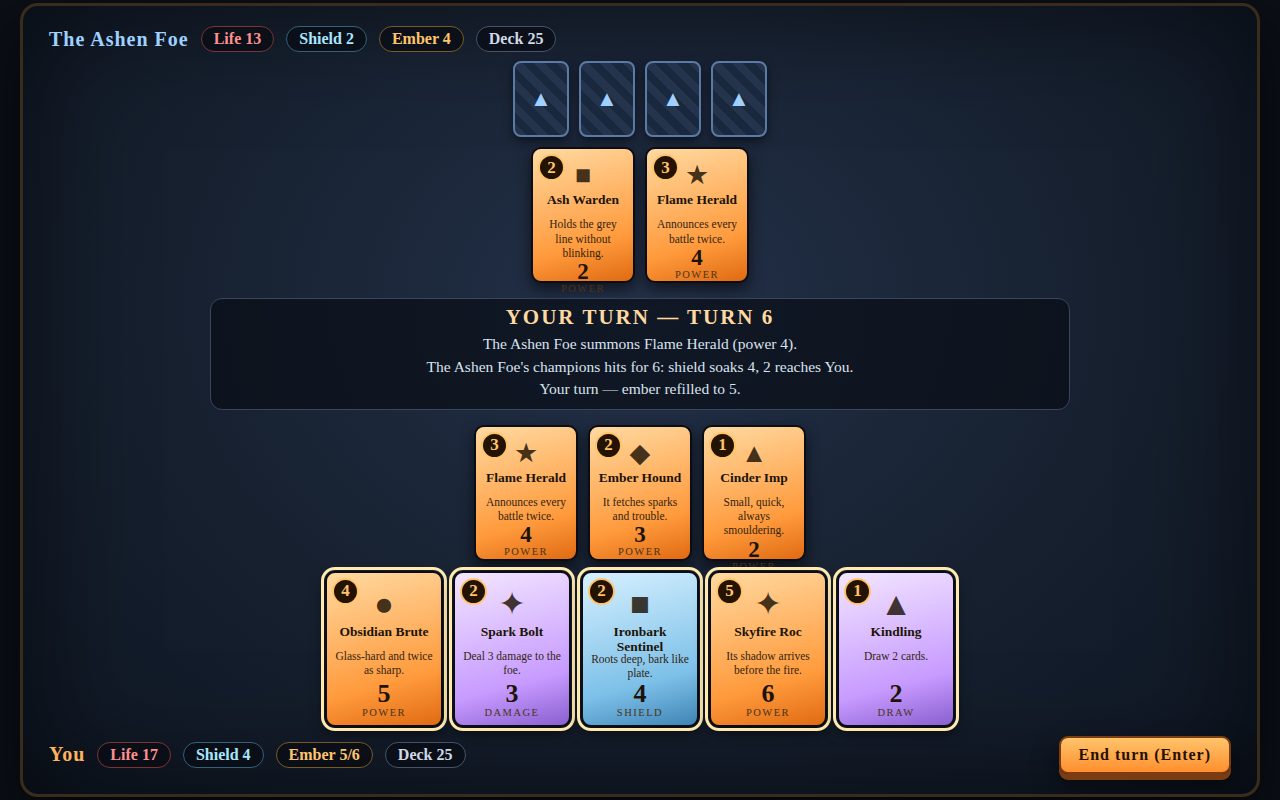 The Ashen Foe
Life 13
Shield 2
Ember 4
Deck 25
2
Ash Warden
Holds the grey
line without
blinking.
2
POWER
3
Flame Herald
Announces every
battle twice.
4
POWER
YOUR TURN — TURN 6
The Ashen Foe summons Flame Herald (power 4).
The Ashen Foe's champions hits for 6: shield soaks 4, 2 reaches You.
Your turn — ember refilled to 5.
3
Flame Herald
Announces every
battle twice.
4
POWER
2
Ember Hound
It fetches sparks
and trouble.
3
POWER
1
Cinder Imp
Small, quick,
always
smouldering.
2
POWER
4
Obsidian Brute
Glass-hard and twice
as sharp.
5
POWER
2
Spark Bolt
Deal 3 damage to the
foe.
3
DAMAGE
2
Ironbark
Sentinel
Roots deep, bark like
plate.
4
SHIELD
5
Skyfire Roc
Its shadow arrives
before the fire.
6
POWER
1
Kindling
Draw 2 cards.
2
DRAW
You
Life 17
Shield 4
Ember 5/6
Deck 25
End turn (Enter)